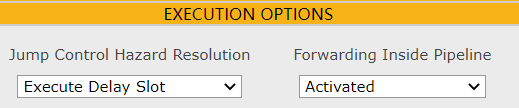 EXECUTION OPTIONS
Jump Control Hazard Resolution Forwarding Inside Pipeline
Execute Delay Slot Activated